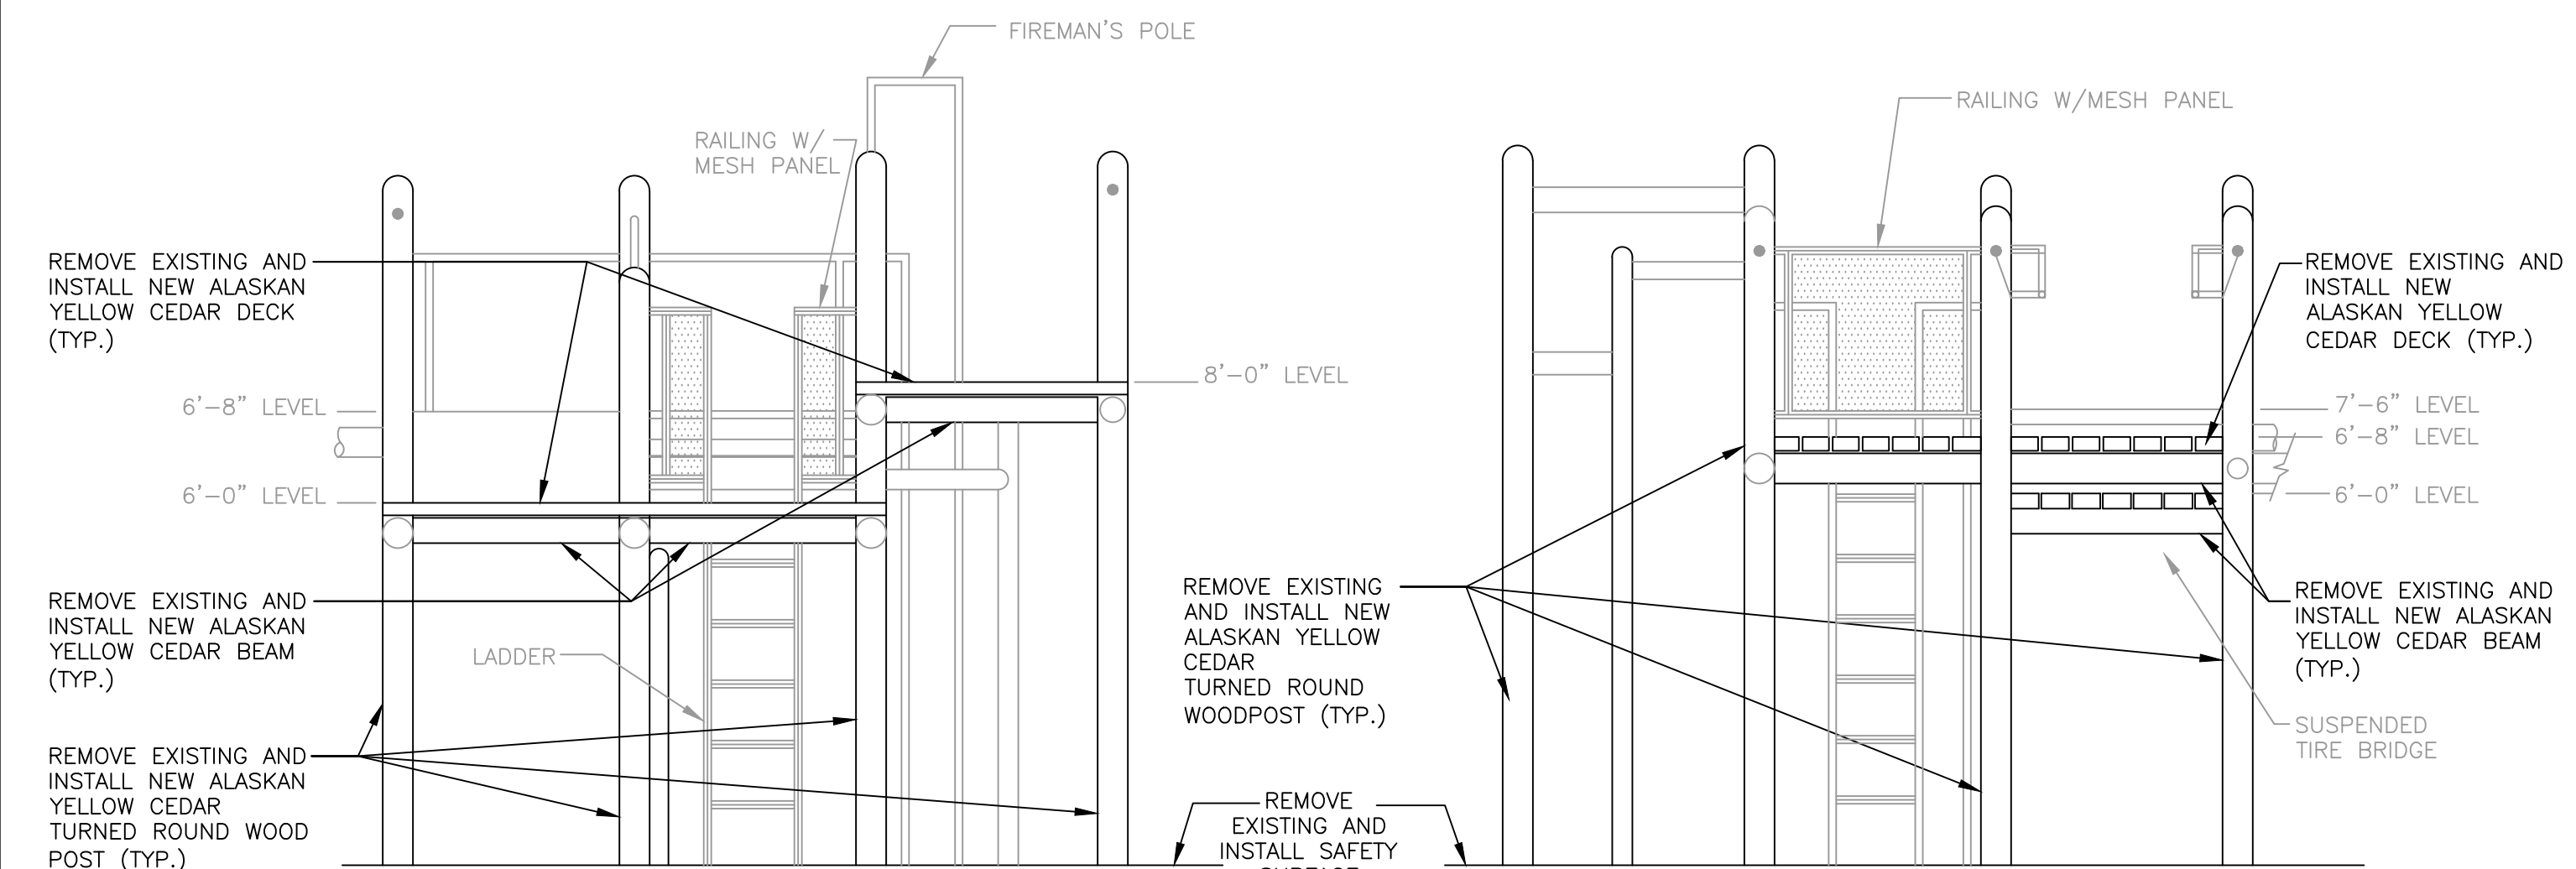 FIREMAN'S POLE
RAILING W/
MESH PANEL
REMOVE EXISTING AND
INSTALL NEW ALASKAN
YELLOW CEDAR DECK
(TYP.)
6'-8" LEVEL
6'-0" LEVEL
8'-0" LEVEL
REMOVE EXISTING AND
INSTALL NEW ALASKAN
YELLOW CEDAR BEAM
(TYP.)
LADDER
REMOVE EXISTING AND
INSTALL NEW ALASKAN
YELLOW CEDAR
TURNED ROUND WOOD
POST (TYP.)
RAILING W/MESH PANEL
REMOVE EXISTING AND
INSTALL NEW
ALASKAN YELLOW
CEDAR DECK (TYP.)
7'-6" LEVEL
6'-8" LEVEL
6'-0" LEVEL
REMOVE EXISTING
AND INSTALL NEW
ALASKAN YELLOW
CEDAR
TURNED ROUND
WOODPOST (TYP.)
REMOVE EXISTING AND
INSTALL NEW ALASKAN
YELLOW CEDAR BEAM
(TYP.)
SUSPENDED
TIRE BRIDGE
REMOVE
EXISTING AND
INSTALL SAFETY